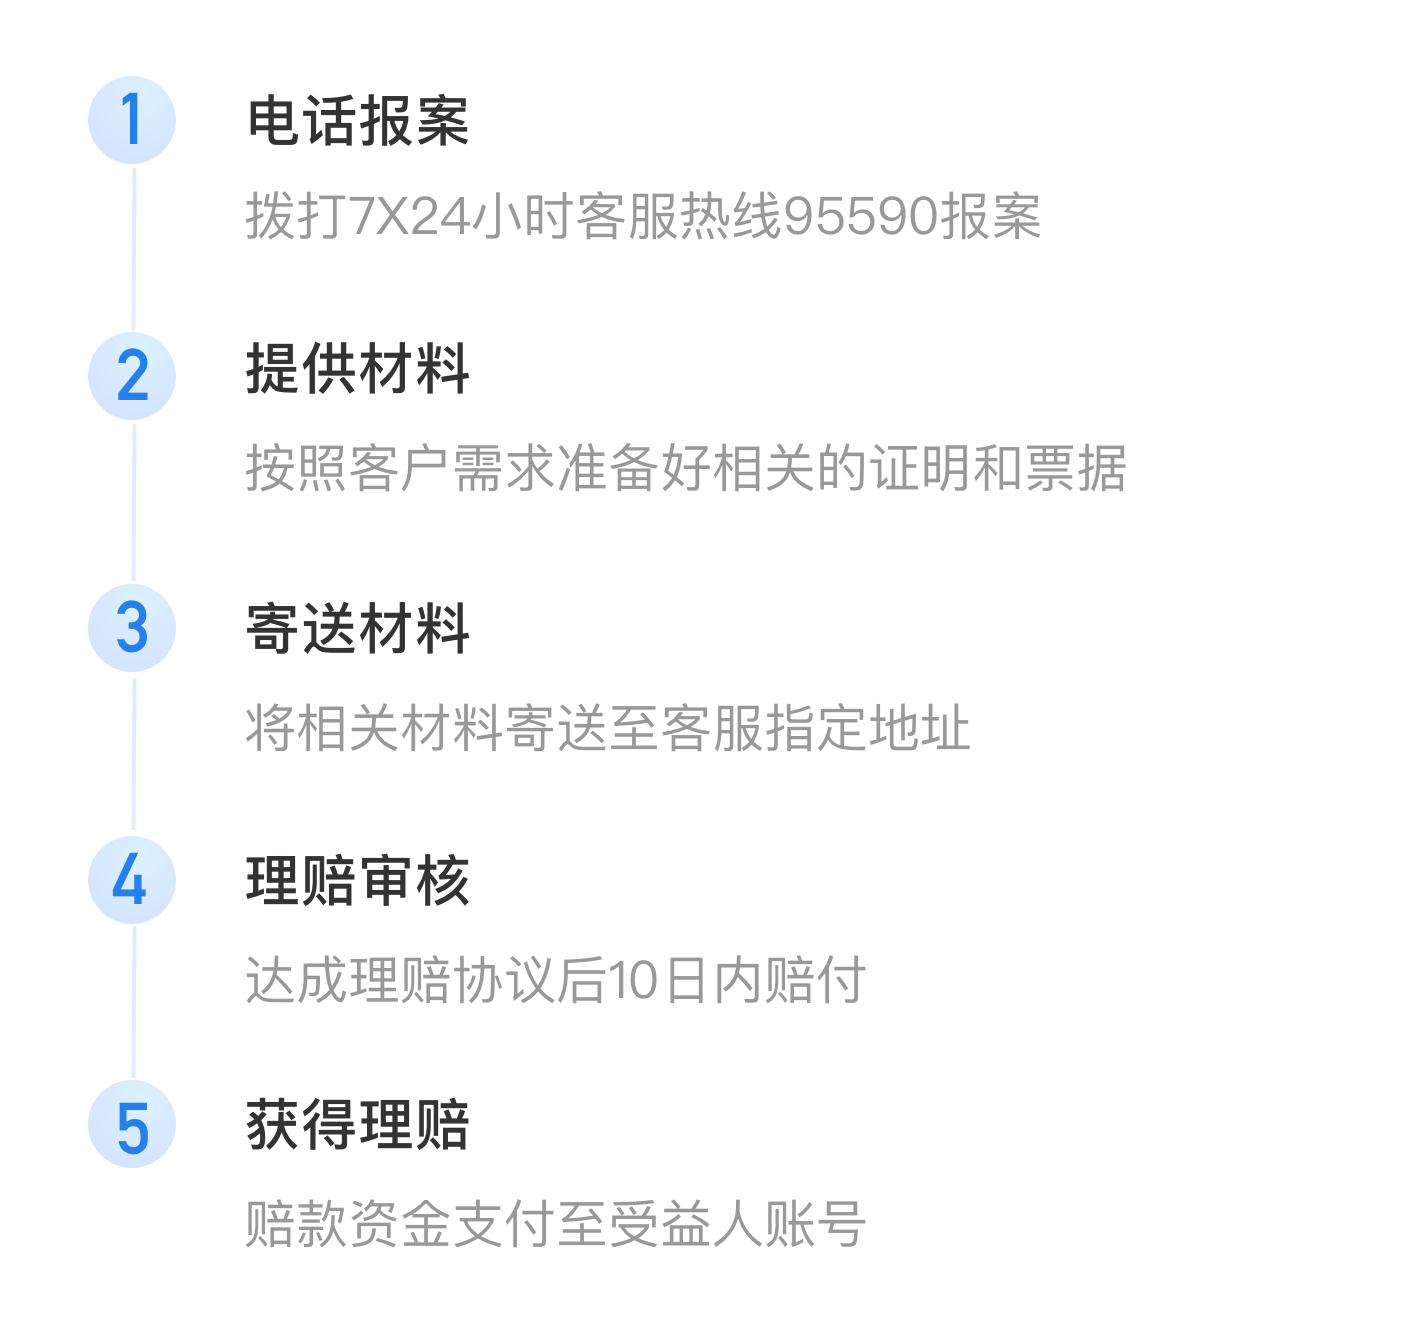 1
电话报案
拨打7X24小时客服热线95590报案
2
提供材料
按照客户需求准备好相关的证明和票据
3
寄送材料
将相关材料寄送至客服指定地址
4
理赔审核
达成理赔协议后10日内赔付
5
获得理赔
赔款资金支付至受益人账号